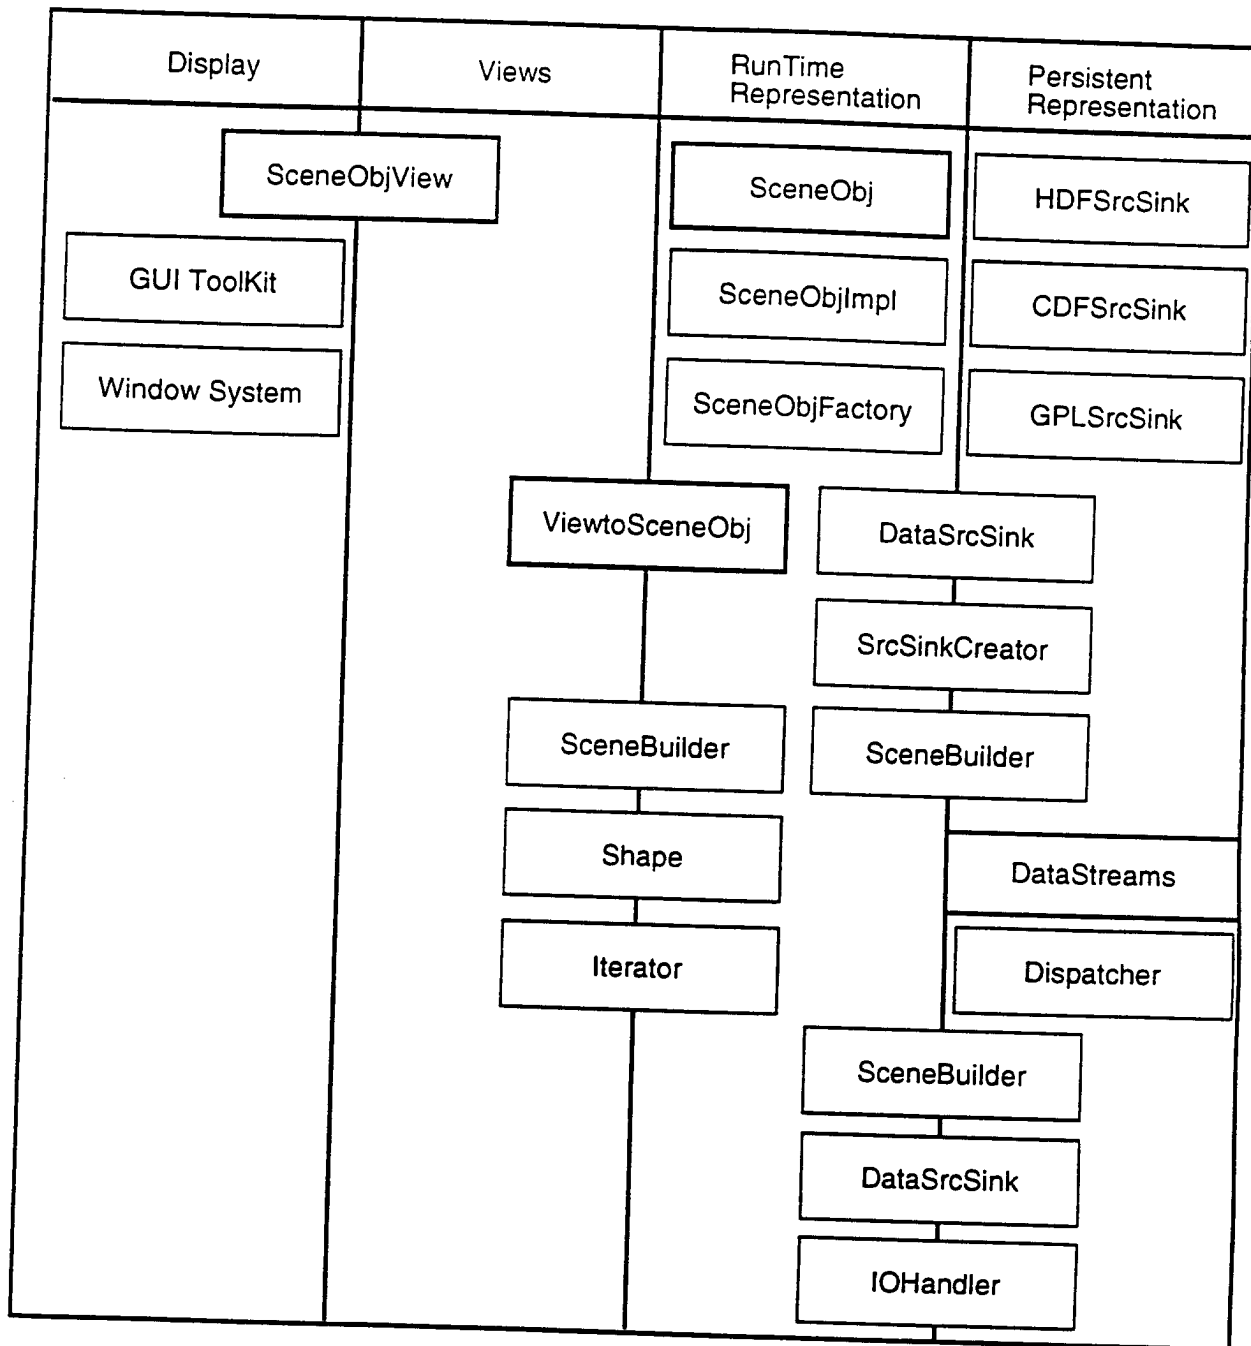 Display
Views
RunTime
Representation
Persistent
Representation
SceneObjView
SceneObj
HDFSrcSink
GUI ToolKit
SceneObjImpl
CDFSrcSink
Window System
SceneObjFactory
GPLSrcSink
ViewtoSceneObj
DataSrcSink
SrcSinkCreator
SceneBuilder
SceneBuilder
Shape
DataStreams
Iterator
Dispatcher
SceneBuilder
DataSrcSink
IOHandler